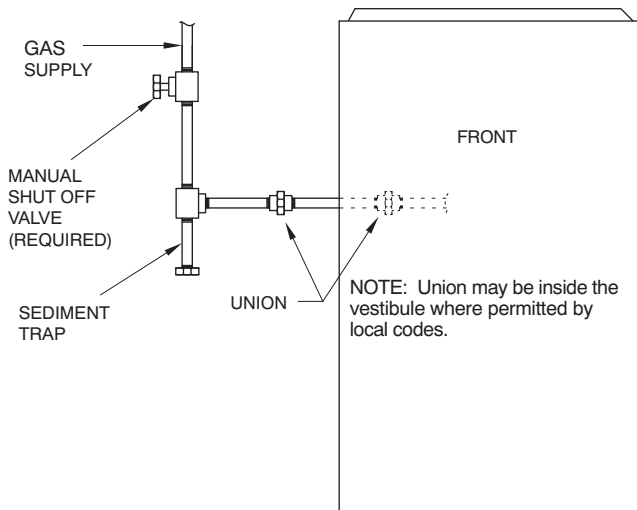 GAS
SUPPLY
FRONT
MANUAL
SHUT OFF
VALVE
(REQUIRED)
SEDIMENT
TRAP
UNION
NOTE: Union may be inside the
vestibule where permitted by
local codes.